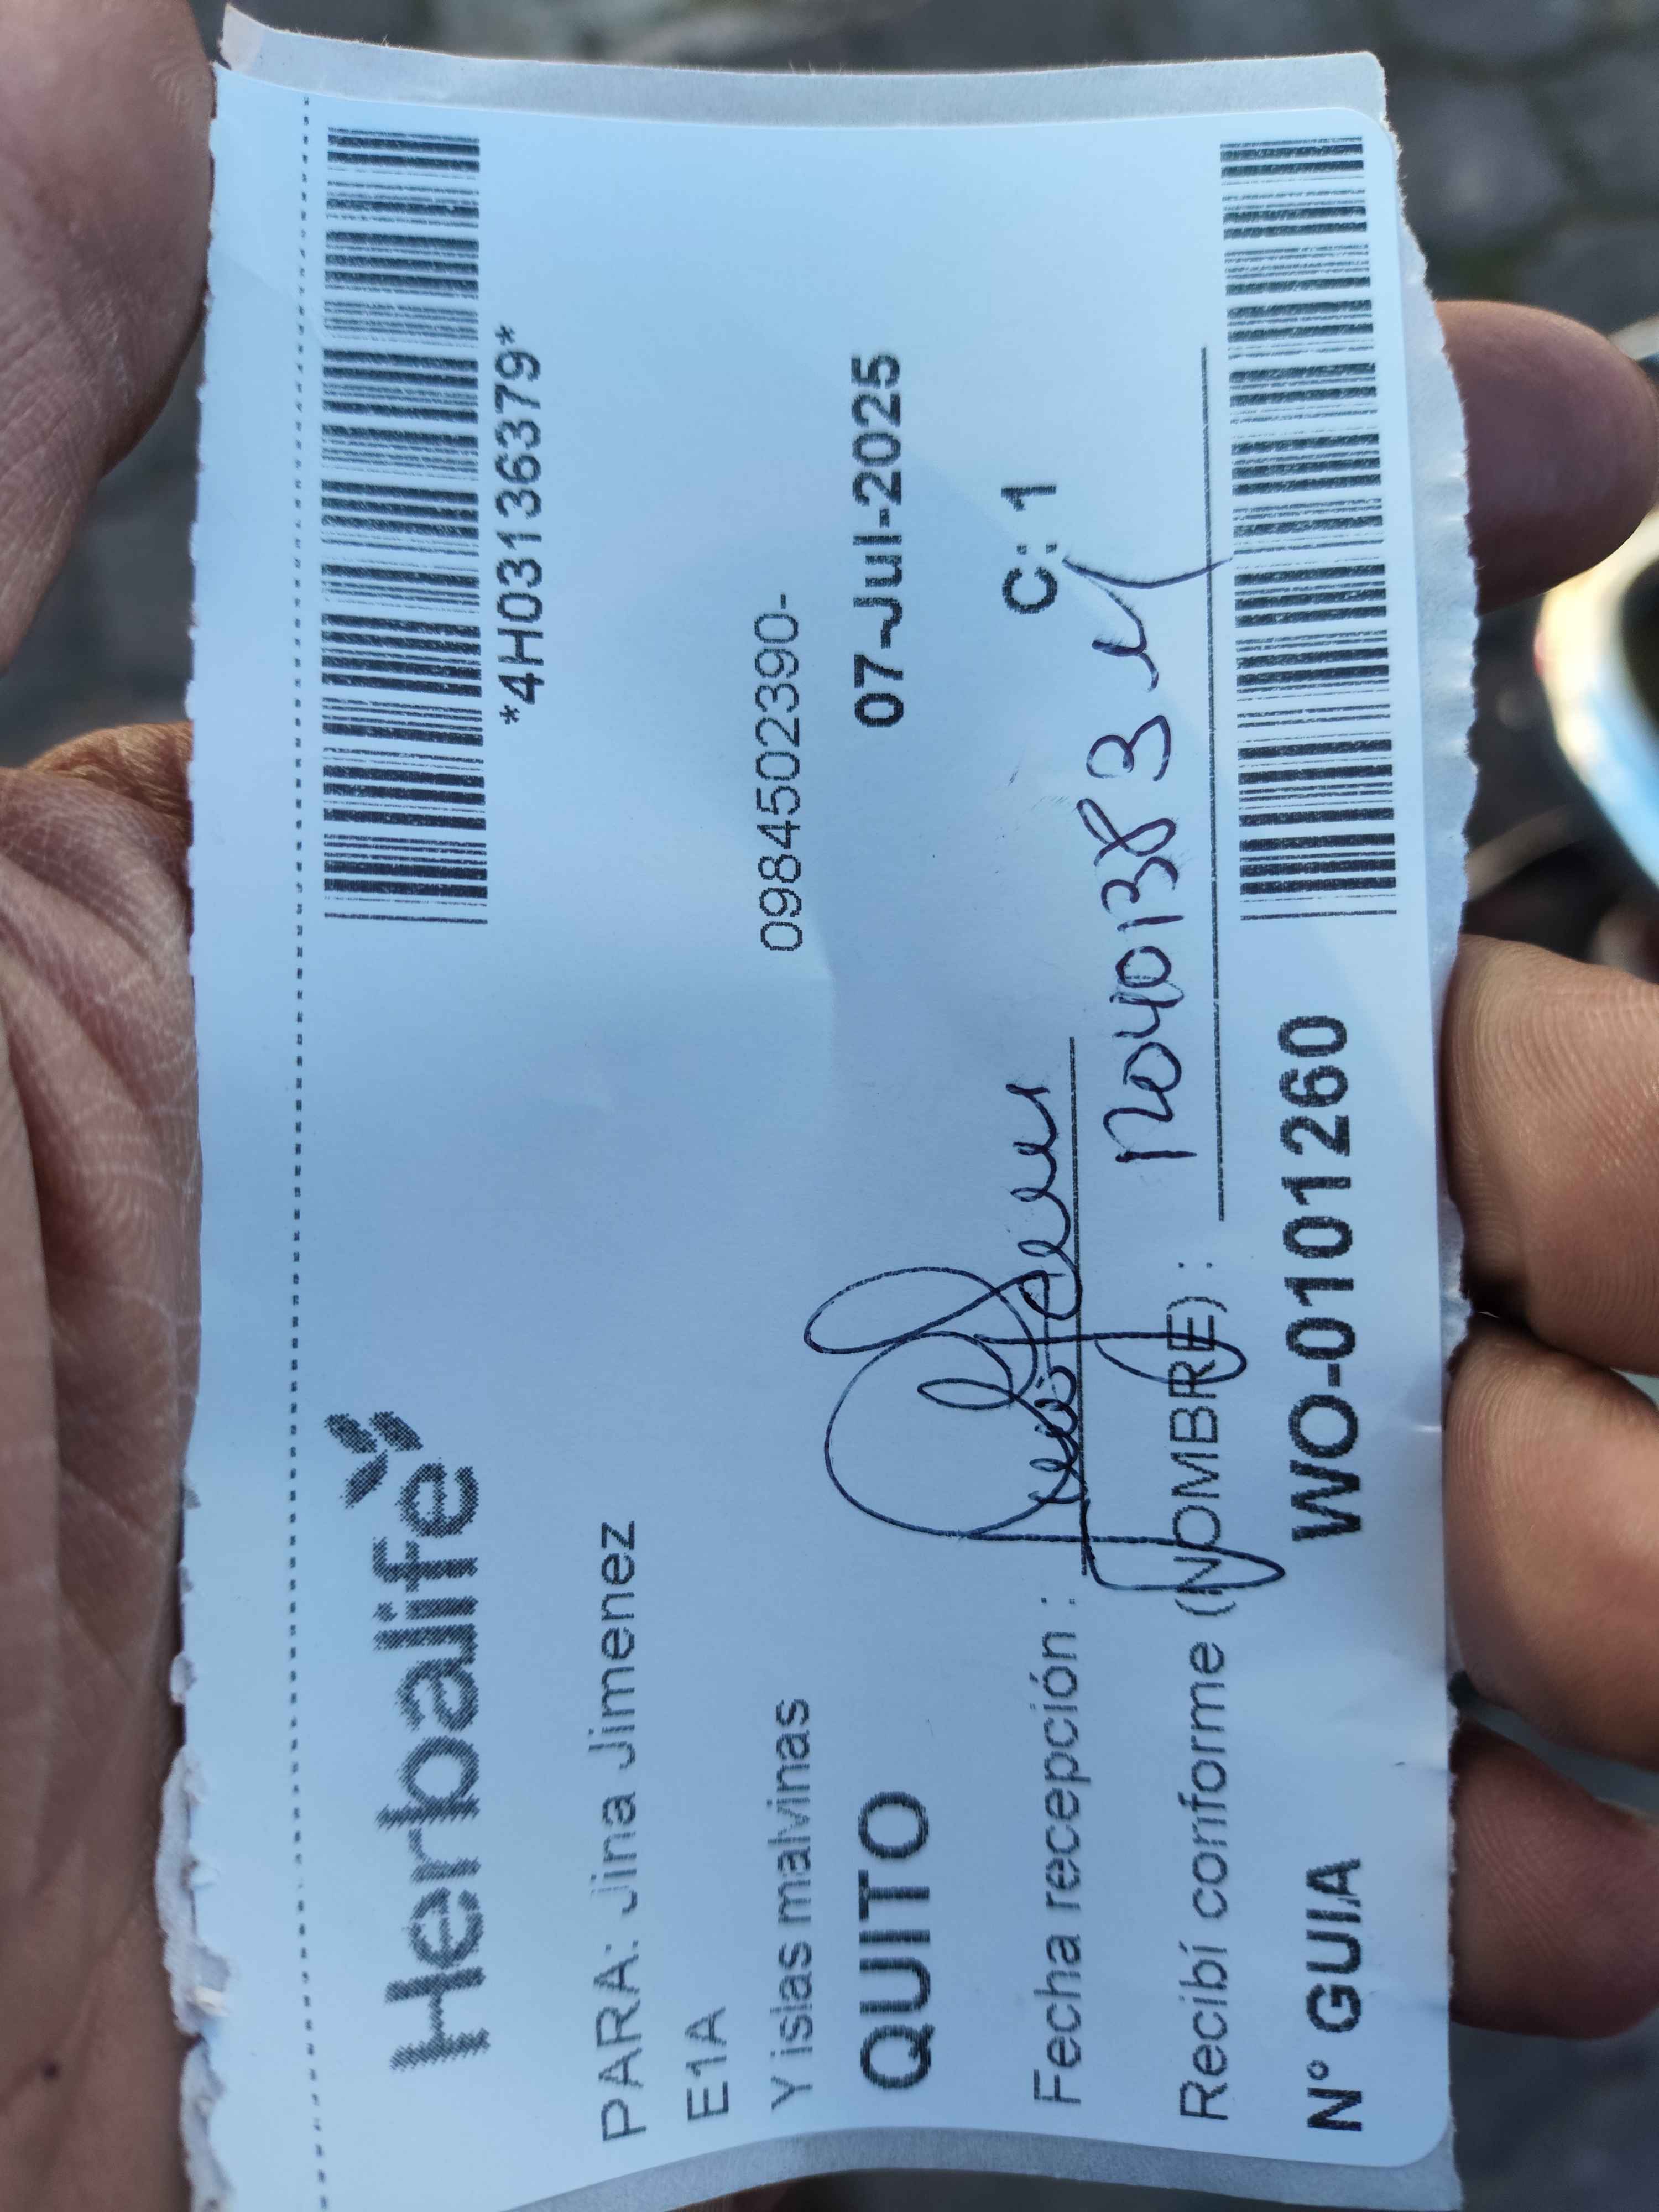 Herbalife
*4H03136379*
PARA: Jina Jimenez
E1A
Y islas malvinas
0984502390-
QUITO
07-Jul-2025
Fecha recepción :
C: 1
Recibí conforme (NOMBRE) :
N° GUIA
WO-0101260